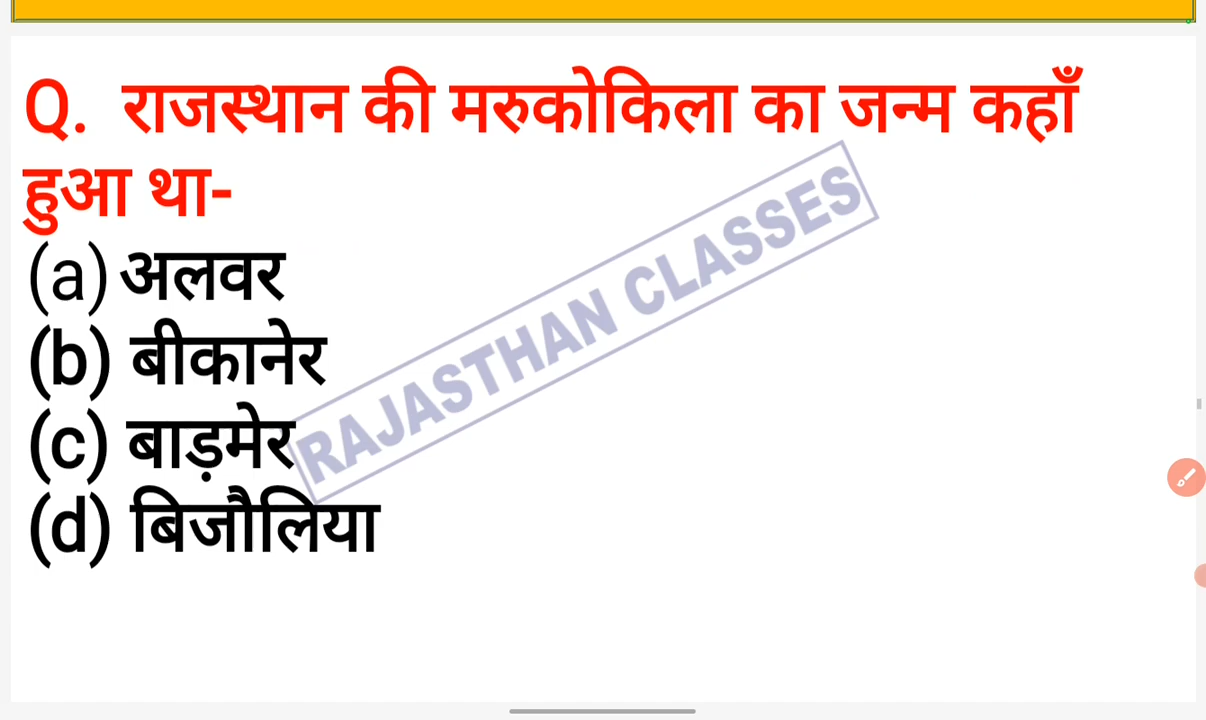 Q. राजस्थान की मरुकोकिला का जन्म कहाँ
हुआ था-
(a) अलवर
(b) बीकानेर
(c) बाड़मेर
(d) बिजौलिया
RAJASTHAN CLASSES